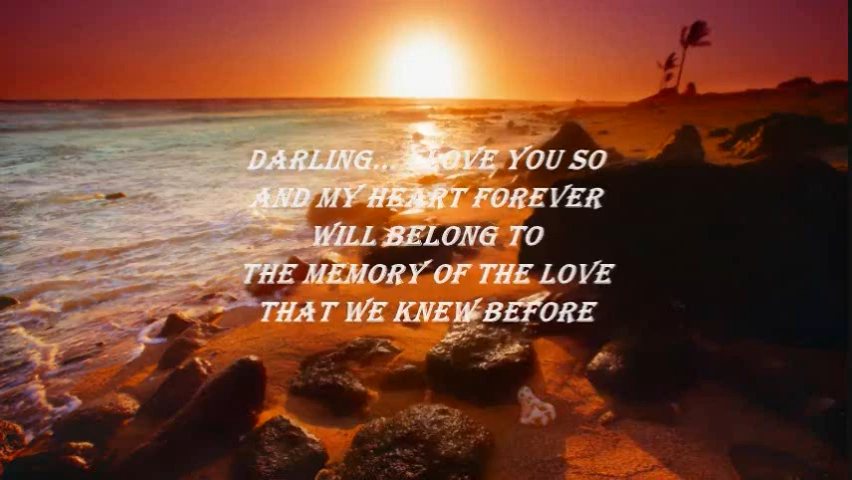 DARLING... I LOVE YOU SO
AND MY HEART FOREVER
WILL BELONG TO
THE MEMORY OF THE LOVE
THAT WE KNEW BEFORE